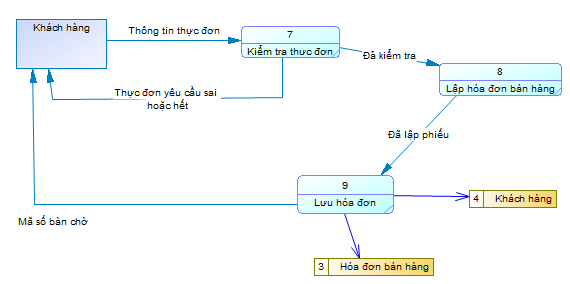 Khách hàng
Thông tin thực đơn
7
Kiểm tra thực đơn
Đã kiểm tra
8
Lập hóa đơn bán hàng
Thực đơn yêu cầu sai
hoặc hết
Đã lập phiếu
9
Lưu hóa đơn
4 Khách hàng
Mã số bàn chờ
3 Hóa đơn bán hàng